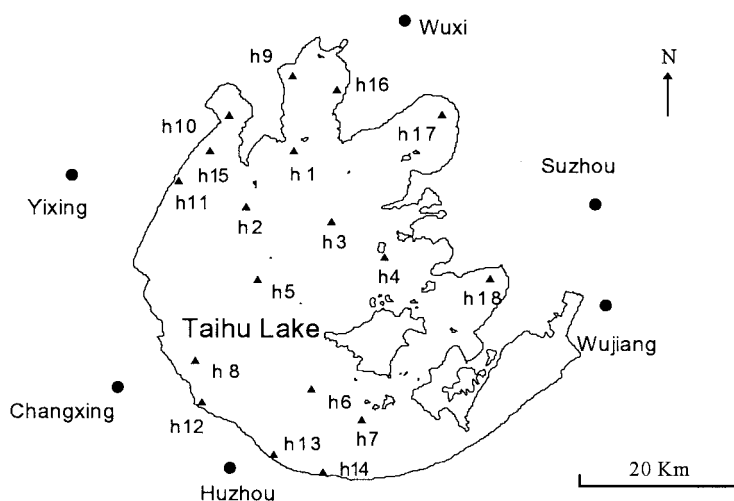 Wuxi
h9
N
h16
h10
h17
h1
h15
Suzhou
h11
Yixing
h2
h3
h4
h5
h18
Taihu Lake
Wujiang
h8
h6
Changxing
h12
h7
h13
20 Km
h14
Huzhou